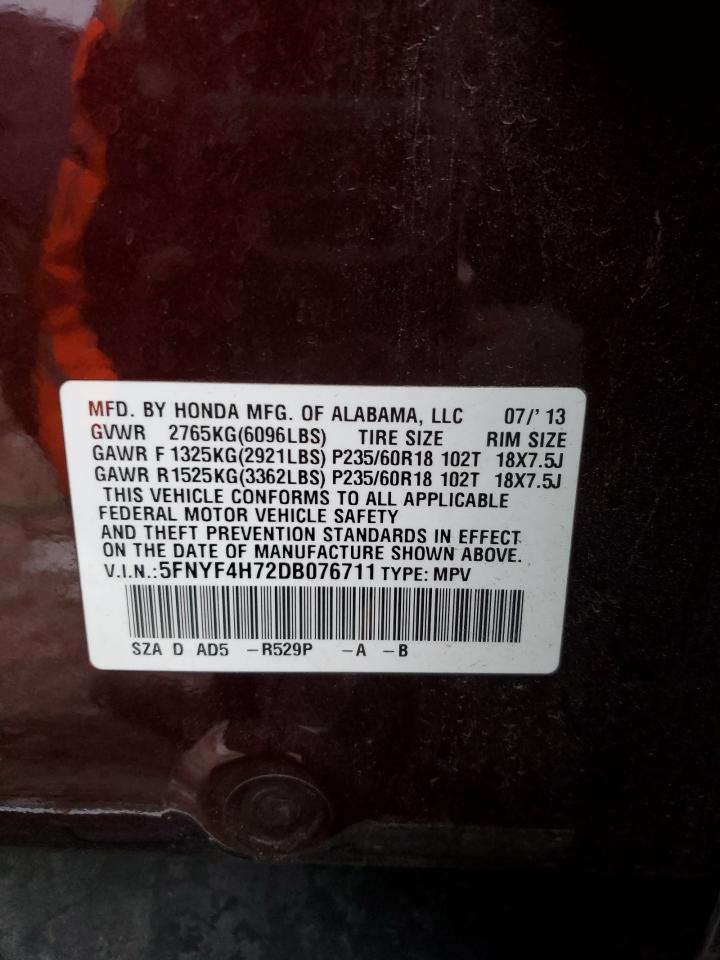 MFD. BY HONDA MFG. OF ALABAMA, LLC 07/'13
GVWR 2765KG(6096LBS) TIRE SIZE RIM SIZE
GAWR F 1325KG(2921LBS) P235/60R18 102T 18X7.5J
GAWR R1525KG(3362LBS) P235/60R18 102T 18X7.5J
THIS VEHICLE CONFORMS TO ALL APPLICABLE
FEDERAL MOTOR VEHICLE SAFETY
AND THEFT PREVENTION STANDARDS IN EFFECT
ON THE DATE OF MANUFACTURE SHOWN ABOVE.
V.I.N.:5FNYF4H72DB076711 TYPE: MPV
SZA D AD5 -R529P -A -B